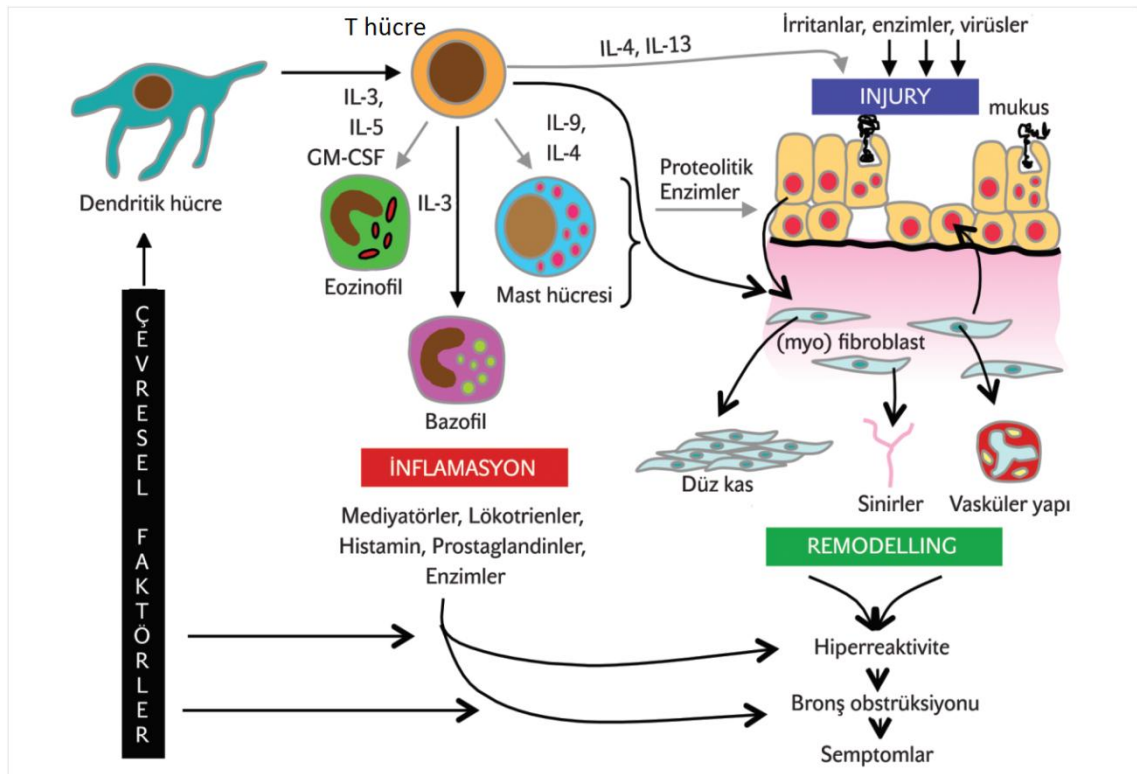 T hücre
İrritanlar, enzimler, virüsler
IL-4, IL-13
INJURY
mukus
IL-3,
IL-5
GM-CSF
IL-9,
IL-4
Proteolitik
Enzimler
Dendritik hücre
IL-3
Eozinofil
Mast hücresi
(myo) fibroblast
Bazofil
ÇEVRESEL FAKTÖRLER
İNFLAMASYON
Düz kas
Sinirler
Vasküler yapı
Mediyatörler, Lökotrienler,
Histamin, Prostaglandinler,
Enzimler
REMODELLING
Hiperreaktivite
Bronş obstrüksiyonu
Semptomlar